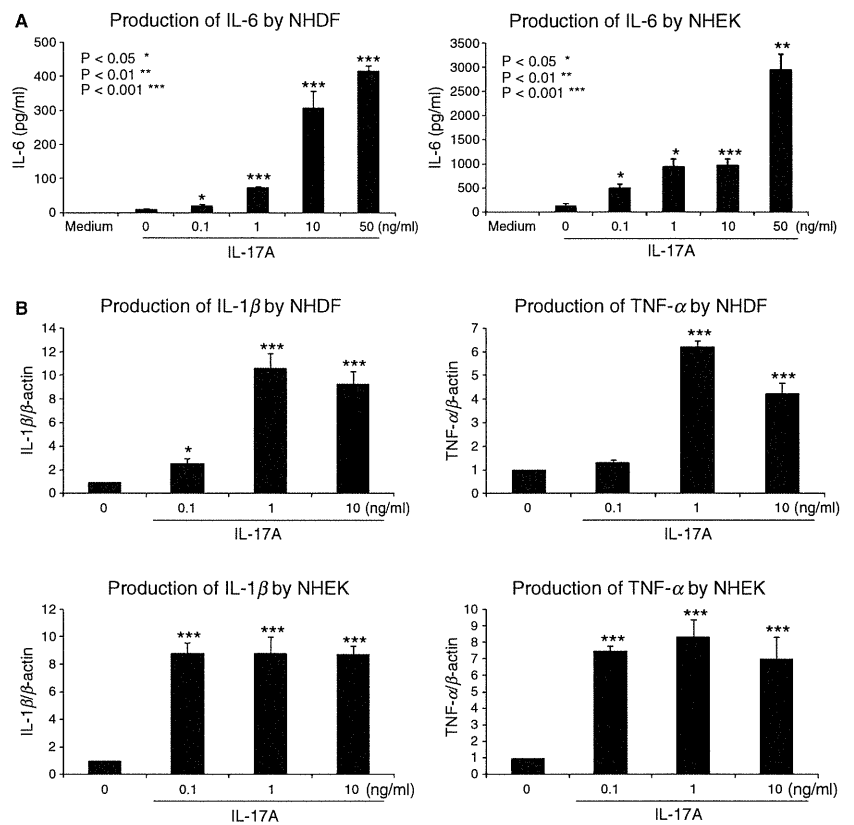 A
Production of IL-6 by NHDF
500
400
300
200
100
0
IL-6 (pg/ml)
P < 0.05 *
P < 0.01 **
P < 0.001 ***
*
***
***
***
Medium 0 0.1 1 10 50 (ng/ml)
IL-17A
Production of IL-6 by NHEK
3500
3000
2500
2000
1500
1000
500
0
IL-6 (pg/ml)
P < 0.05 *
P < 0.01 **
P < 0.001 ***
*
*
***
**
Medium 0 0.1 1 10 50 (ng/ml)
IL-17A
B
Production of IL-1β by NHDF
14
12
10
8
6
4
2
0
IL-1β/β-actin
*
***
***
0 0.1 1 10 (ng/ml)
IL-17A
Production of TNF-α by NHDF
7
6
5
4
3
2
1
0
TNF-α/β-actin
***
***
0 0.1 1 10 (ng/ml)
IL-17A
Production of IL-1β by NHEK
12
10
8
6
4
2
0
IL-1β/β-actin
***
***
***
0 0.1 1 10 (ng/ml)
IL-17A
Production of TNF-α by NHEK
10
9
8
7
6
5
4
3
2
1
0
TNF-α/β-actin
***
***
***
0 0.1 1 10 (ng/ml)
IL-17A